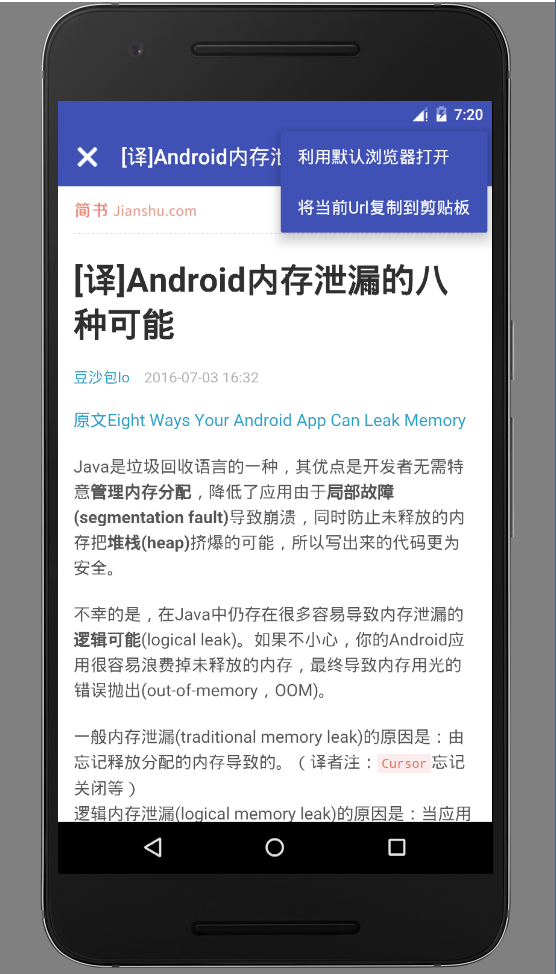 7:20
[译]Android内存泄
利用默认浏览器打开
将当前Url复制到剪贴板
简书 Jianshu.com
[译]Android内存泄漏的八
种可能
豆沙包lo 2016-07-03 16:32
原文Eight Ways Your Android App Can Leak Memory
Java是垃圾回收语言的一种，其优点是开发者无需特
意管理内存分配，降低了应用由于局部故障
(segmentation fault)导致崩溃，同时防止未释放的内
存把堆栈(heap)挤爆的可能，所以写出来的代码更为
安全。
不幸的是，在Java中仍存在很多容易导致内存泄漏的
逻辑可能(logical leak)。如果不小心，你的Android应
用很容易浪费掉未释放的内存，最终导致内存用光的
错误抛出(out-of-memory，OOM)。
一般内存泄漏(traditional memory leak)的原因是：由
忘记释放分配的内存导致的。（译者注：Cursor忘记
关闭等）
逻辑内存泄漏(logical memory leak)的原因是：当应用